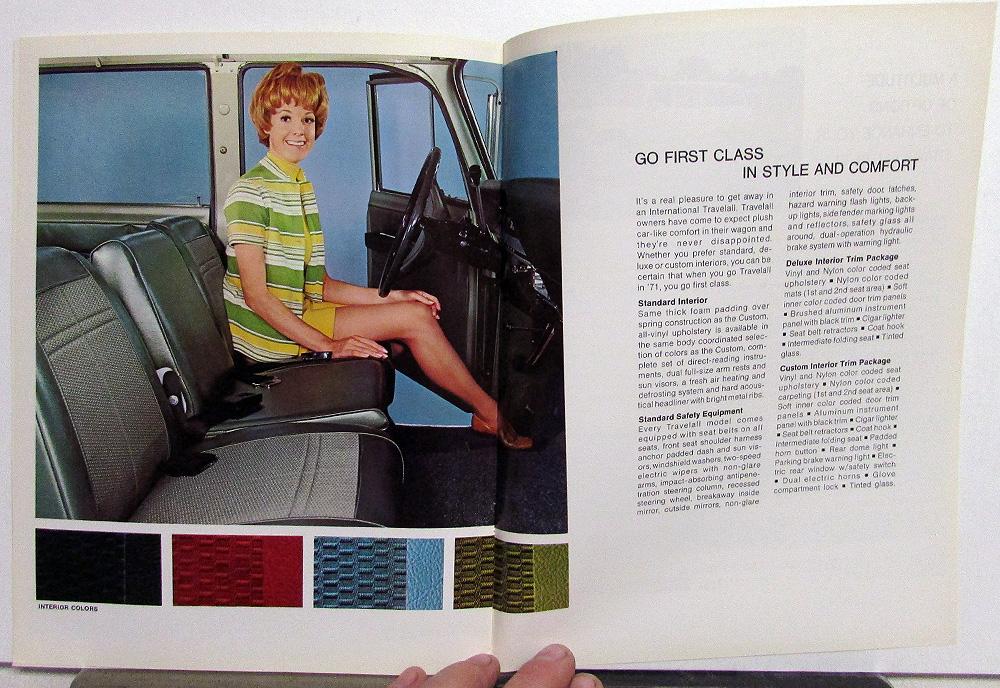 GO FIRST CLASS
IN STYLE AND COMFORT
It's a real pleasure to get away in
an International Travelall. Travelall
owners have come to expect plush
car-like comfort in their wagon and
they're never disappointed.
Whether you prefer standard, de-
luxe or custom interiors, you can be
certain that when you go Travelall
in '71, you go first class.
Standard Interior
Same thick foam padding over
spring construction as the Custom,
all-vinyl upholstery is available in
the same body coordinated selec-
tion of colors as the Custom, com-
plete set of direct-reading instru-
ments, dual full-size arm rests and
sun visors, a fresh air heating and
defrosting system and hard acous-
tical headliner with bright metal ribs.
Standard Safety Equipment
Every Travelall model comes
equipped with seat belts on all
seats, front seat shoulder harness
anchor padded dash and sun vis-
ors, windshield washers, two-speed
electric wipers with non-glare
arms, impact-absorbing antipene-
tration steering column, recessed
steering wheel, breakaway inside
mirror, outside mirrors, non-glare
interior trim, safety door latches,
hazard warning flash lights, back-
up lights, side fender marking lights
and reflectors, safety glass all
around, dual-operation hydraulic
brake system with warning light.
Deluxe Interior Trim Package
Vinyl and Nylon color coded seat
upholstery ▪ Nylon color coded
mats (1st and 2nd seat area) ▪ Soft
inner color coded door trim panels
▪ Brushed aluminum instrument
panel with black trim ▪ Cigar lighter
▪ Seat belt retractors ▪ Coat hook
▪ Intermediate folding seat ▪ Tinted
glass.
Custom Interior Trim Package
Vinyl and Nylon color coded seat
upholstery ▪ Nylon color coded
carpeting (1st and 2nd seat area) ▪
Soft inner color coded door trim
panels ▪ Aluminum instrument
panel with black trim ▪ Cigar lighter
▪ Seat belt retractors ▪ Coat hook ▪
Intermediate folding seat ▪ Padded
horn button ▪ Rear dome light ▪
Parking brake warning light ▪ Elec-
tric rear window w/safety switch
▪ Dual electric horns ▪ Glove
compartment lock ▪ Tinted glass.
INTERIOR COLORS